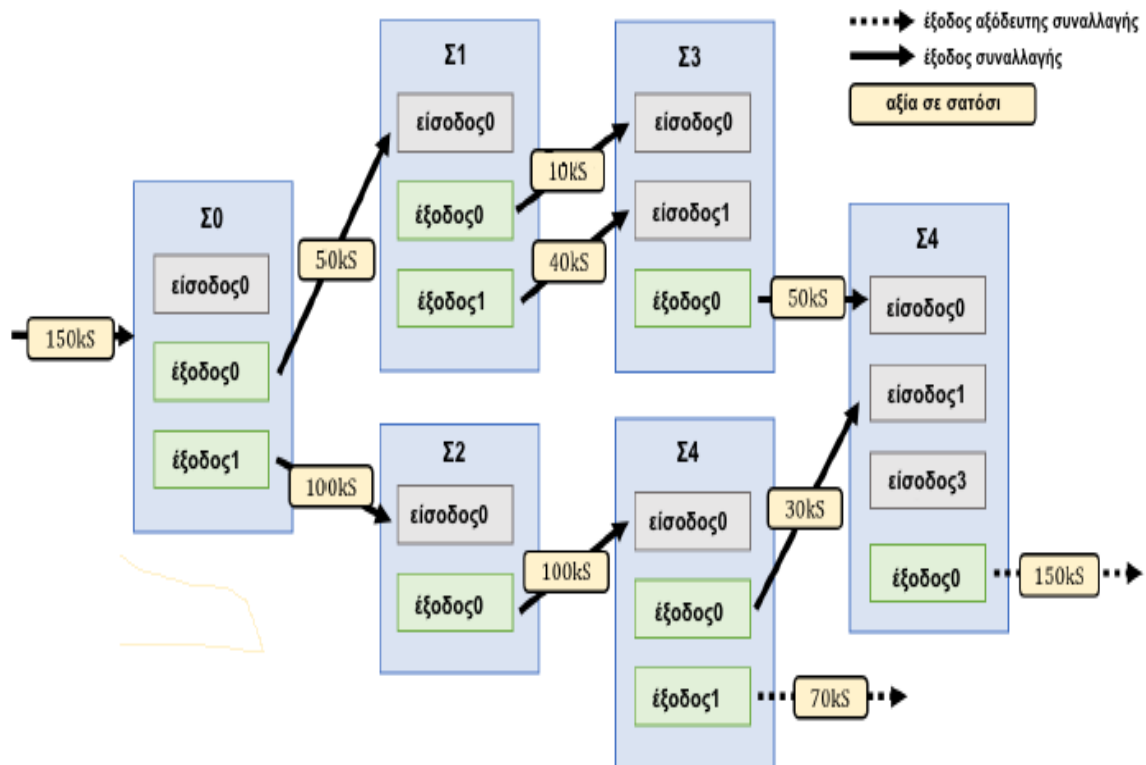 έξοδος αξόδευτης συναλλαγής
έξοδος συναλλαγής
αξία σε σατόσι
150kS
Σ0
είσοδος0
έξοδος0
έξοδος1
50kS
100kS
Σ1
είσοδος0
έξοδος0
έξοδος1
10kS
40kS
Σ3
είσοδος0
είσοδος1
έξοδος0
50kS
Σ2
είσοδος0
έξοδος0
100kS
Σ4
είσοδος0
έξοδος0
έξοδος1
30kS
70kS
Σ4
είσοδος0
είσοδος1
είσοδος3
έξοδος0
150kS